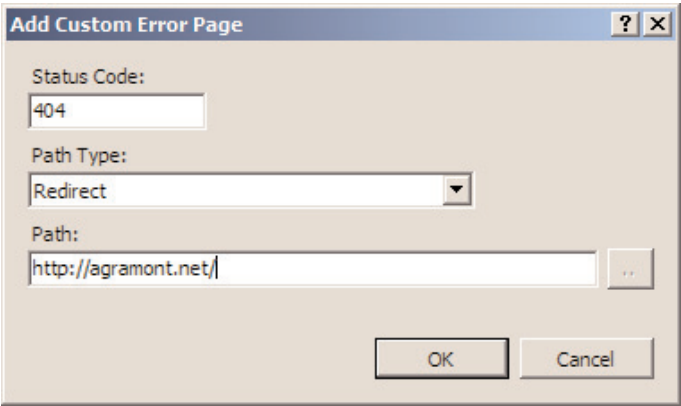 Add Custom Error Page
Status Code:
404
Path Type:
Redirect
Path:
http://agramont.net/
..
OK Cancel